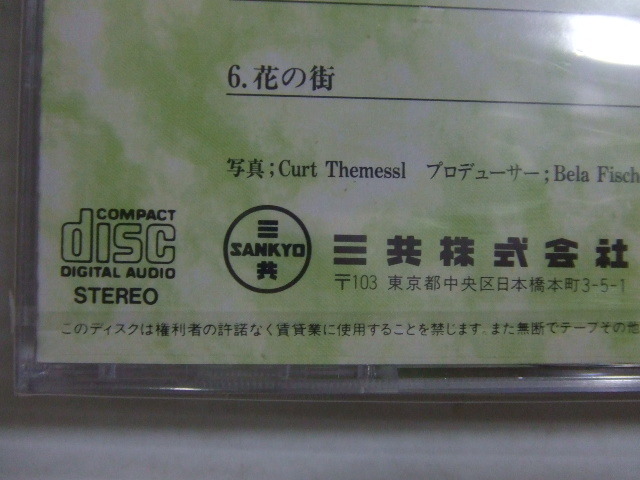 6. 花の街
写真;Curt Themessl プロデューサー;Bela Fisch
COMPACT
disc
DIGITAL AUDIO
STEREO
三
SANKYO
共
三共株式会社
〒103 東京都中央区日本橋本町3-5-1
このディスクは権利者の許諾なく賃貸業に使用することを禁じます。また無断でテープその他